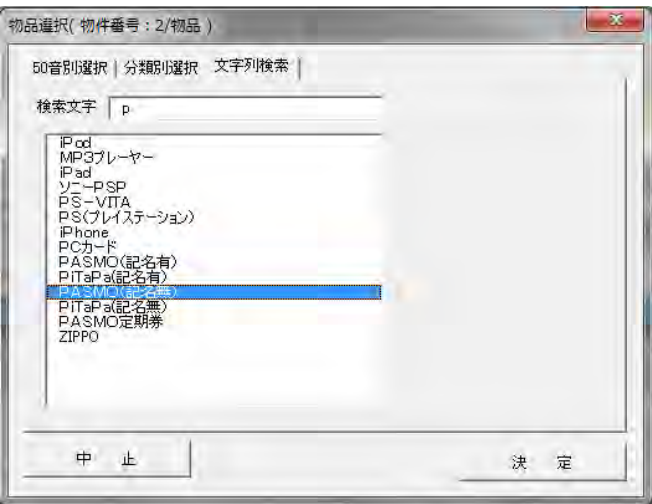 物品選択( 物件番号：2/物品 )
50音別選択 分類別選択 文字列検索
検索文字 p
iPod
MP3プレーヤー
iPad
ソニーPSP
PS-VITA
PS(プレイステーション)
iPhone
PCカード
PASMO(記名有)
PiTaPa(記名有)
PASMO(記名無)
PiTaPa(記名無)
PASMO定期券
ZIPPO
中　止
決　定